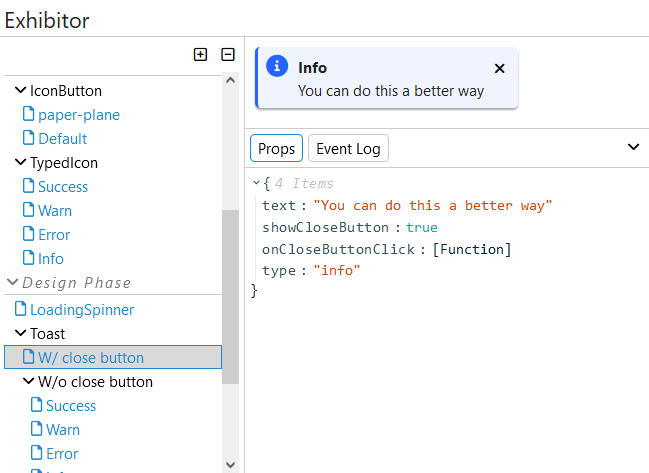 Exhibitor
IconButton
paper-plane
Default
TypedIcon
Success
Warn
Error
Info
Design Phase
LoadingSpinner
Toast
W/ close button
W/o close button
Success
Warn
Error
Info
You can do this a better way
Props
Event Log
{ 4 Items
text : "You can do this a better way"
showCloseButton : true
onCloseButtonClick : [Function]
type : "info"
}